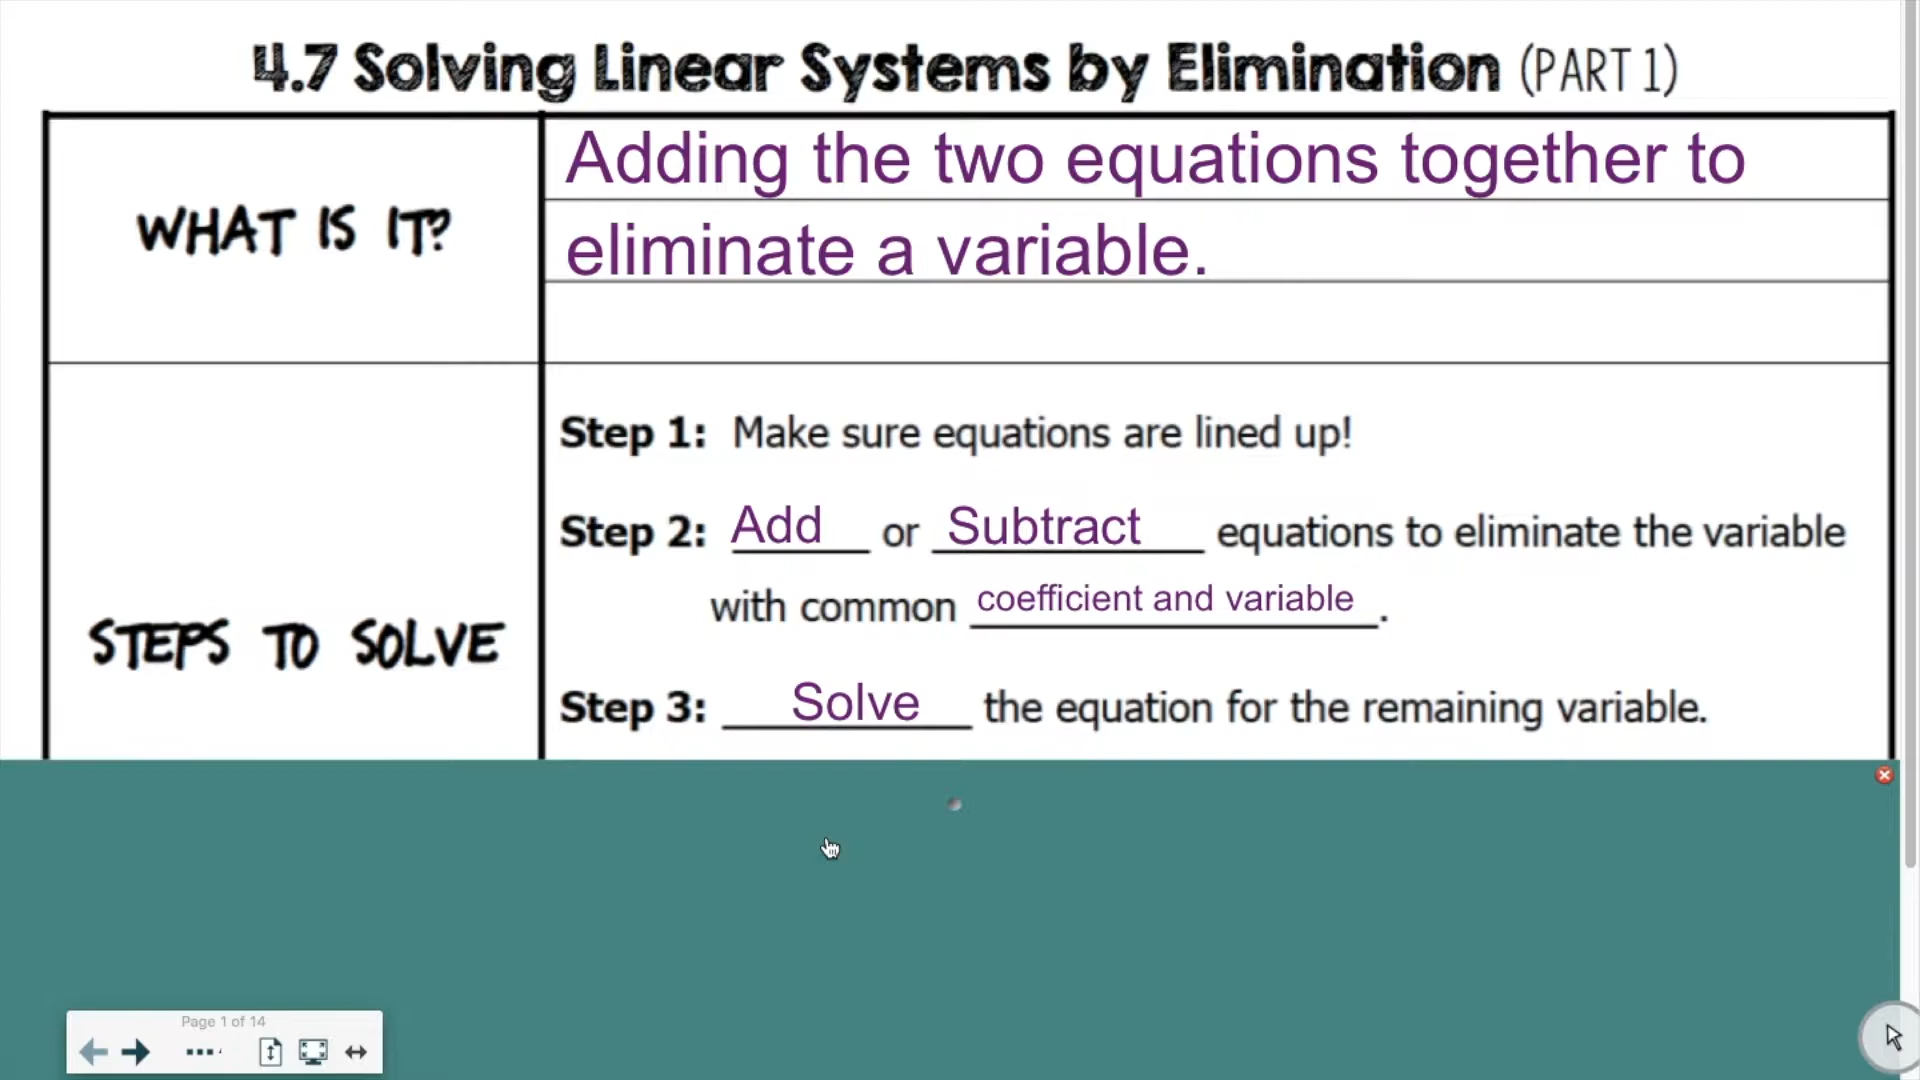 4.7 Solving Linear Systems by Elimination (PART 1)
WHAT IS IT?
Adding the two equations together to
eliminate a variable.
STEPS TO SOLVE
Step 1: Make sure equations are lined up!
Step 2: Add or Subtract equations to eliminate the variable
with common coefficient and variable.
Step 3: Solve the equation for the remaining variable.
Page 1 of 14